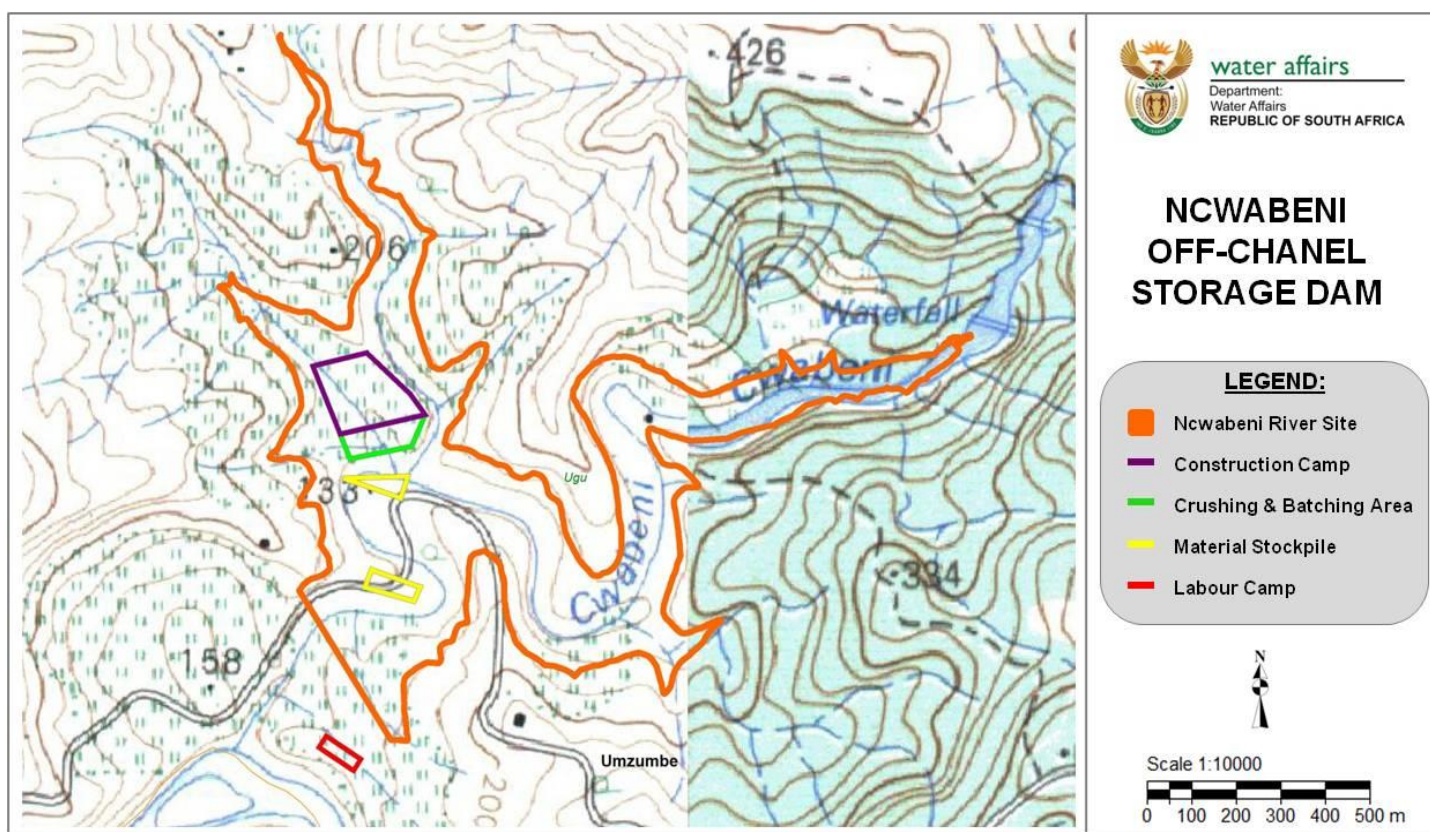 426
206
Waterfall
Cwabeni
Ugu
133
Cwabeni
334
158
Umzumbe
200
water affairs
Department:
Water Affairs
REPUBLIC OF SOUTH AFRICA
NCWABENI
OFF-CHANEL
STORAGE DAM
LEGEND:
Ncwabeni River Site
Construction Camp
Crushing & Batching Area
Material Stockpile
Labour Camp
N
Scale 1:10000
0 100 200 300 400 500 m